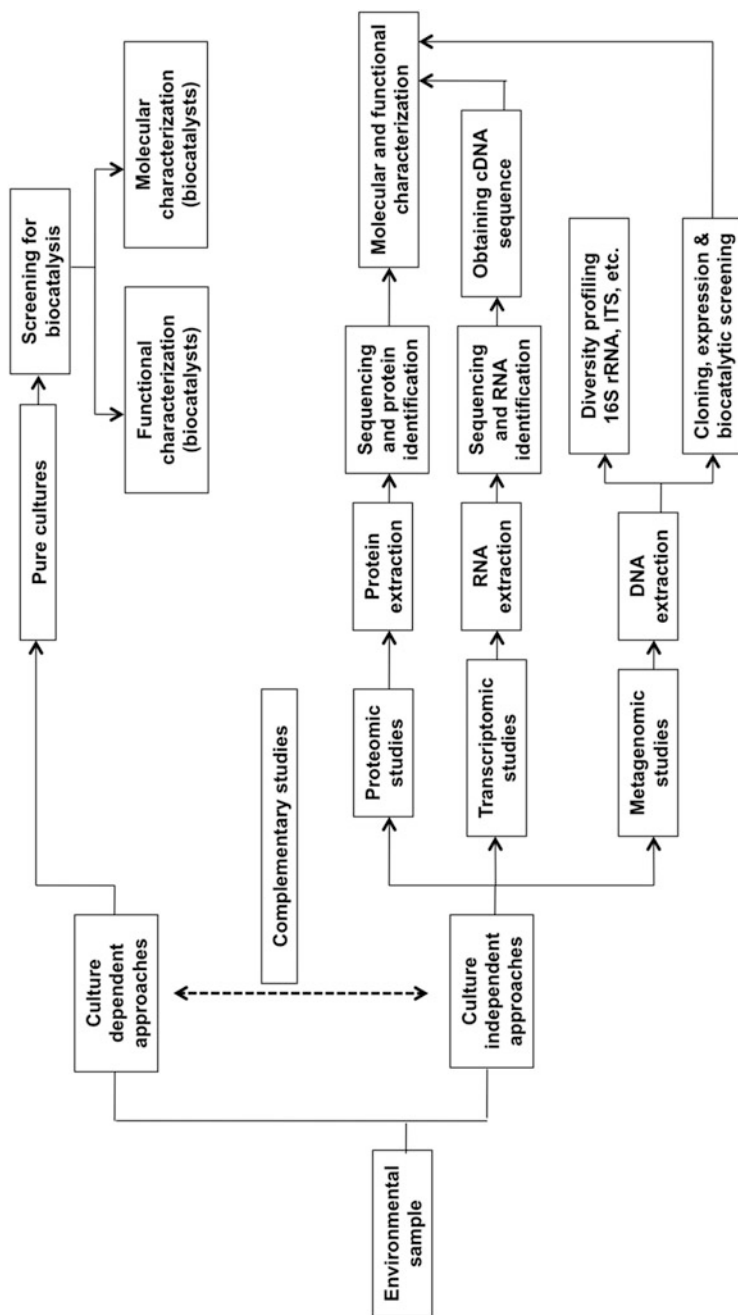 Environmental
sample
Culture
dependent
approaches
Culture
independent
approaches
Complementary studies
Pure cultures
Screening for
biocatalysis
Functional
characterization
(biocatalysts)
Molecular
characterization
(biocatalysts)
Proteomic
studies
Protein
extraction
Sequencing
and protein
identification
Molecular and functional
characterization
Transcriptomic
studies
RNA
extraction
Sequencing
and RNA
identification
Obtaining cDNA
sequence
Metagenomic
studies
DNA
extraction
Diversity profiling
16S rRNA, ITS, etc.
Cloning, expression &
biocatalytic screening